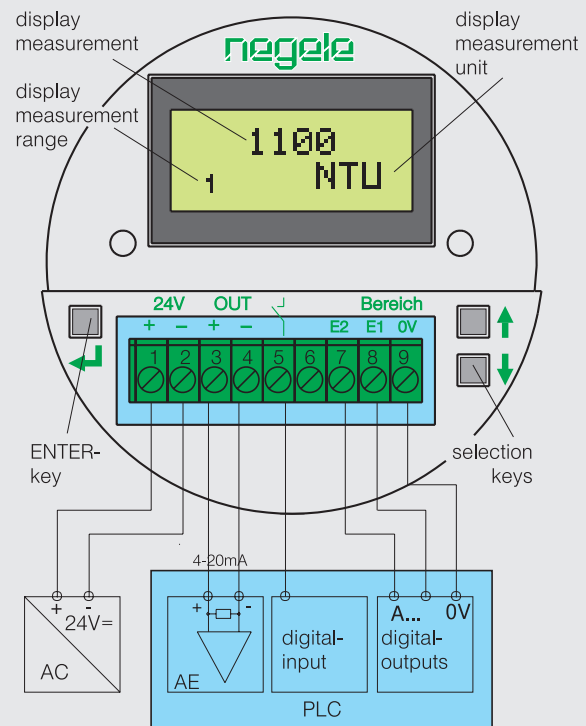 display
measurement
display
measurement
unit
negele
display
measurement
range
1100
1 NTU
24V OUT Bereich
+ − + − E2 E1 0V
1 2 3 4 5 6 7 8 9
ENTER-
key
selection
keys
4-20mA
+ -
24V=
AC
+ -
AE
digital-
input
A... 0V
digital-
outputs
PLC